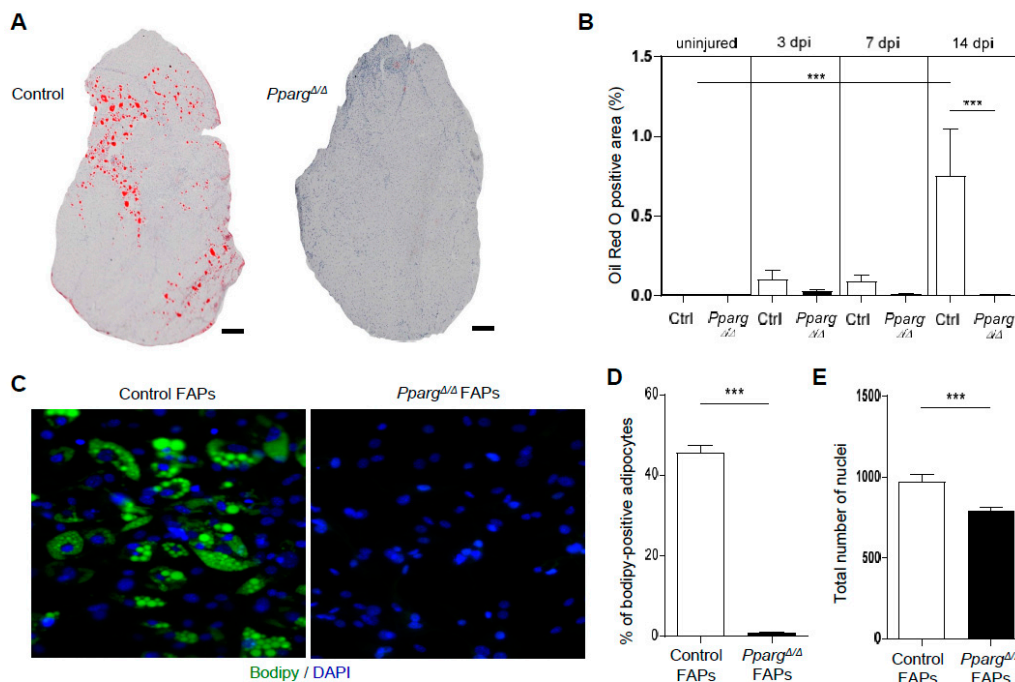 A
Control
Pparg^Δ/Δ
B
uninjured
3 dpi
7 dpi
14 dpi
Oil Red O positive area (%)
1.5
1.0
0.5
0.0
***
***
Ctrl
Pparg Δ/Δ
Ctrl
Pparg Δ/Δ
Ctrl
Pparg Δ/Δ
Ctrl
Pparg Δ/Δ
C
Control FAPs
Pparg^Δ/Δ FAPs
Bodipy / DAPI
D
% of bodipy-positive adipocytes
60
40
20
0
***
Control FAPs
Pparg^Δ/Δ FAPs
E
Total number of nuclei
1500
1000
500
0
***
Control FAPs
Pparg^Δ/Δ FAPs